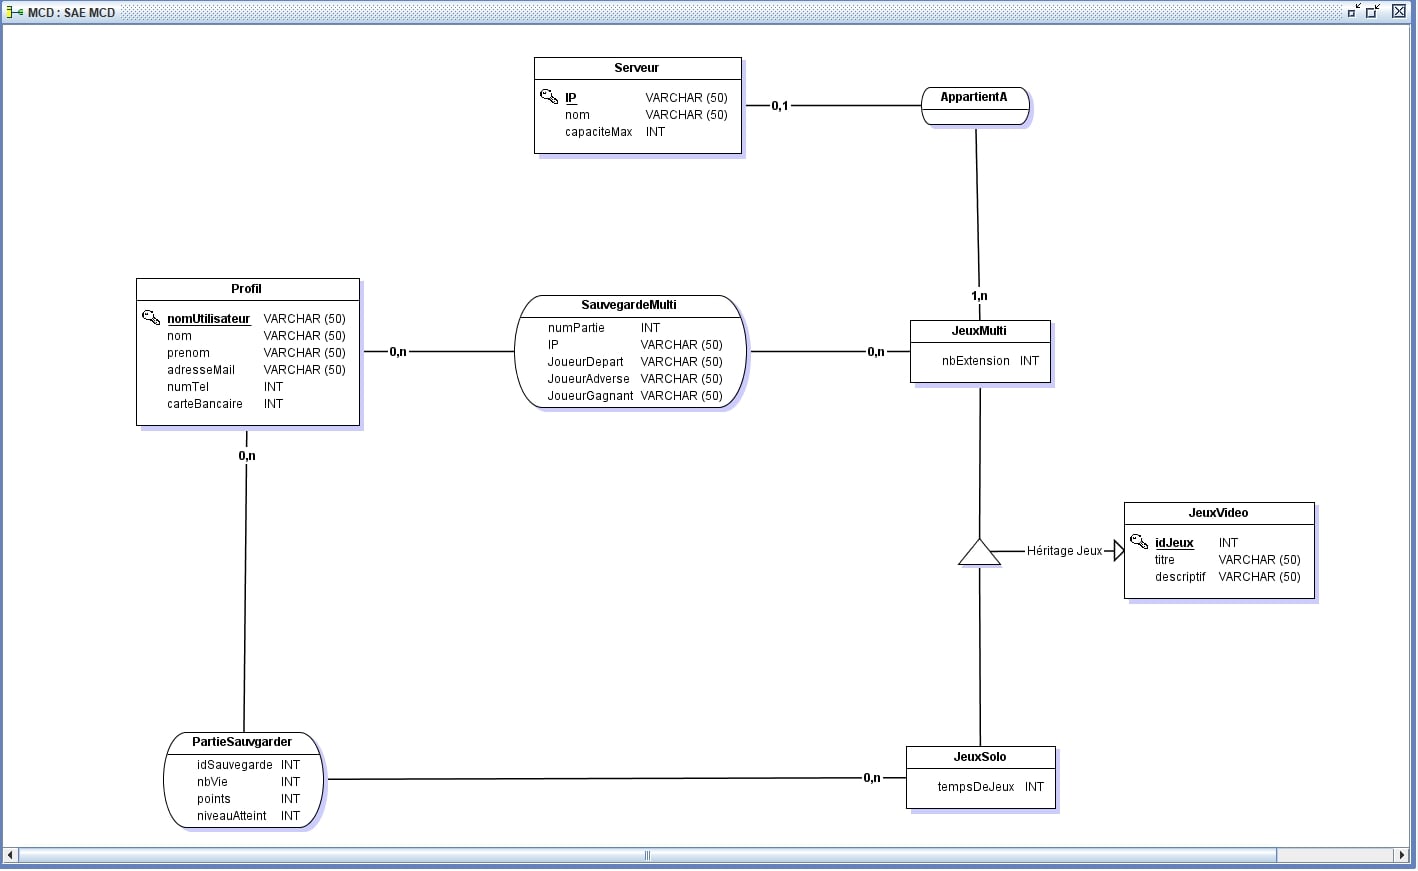 MCD : SAE MCD
Serveur
IP VARCHAR (50)
nom VARCHAR (50)
capaciteMax INT
0,1
AppartientA
1,n
Profil
nomUtilisateur VARCHAR (50)
nom VARCHAR (50)
prenom VARCHAR (50)
adresseMail VARCHAR (50)
numTel INT
carteBancaire INT
0,n
SauvegardeMulti
numPartie INT
IP VARCHAR (50)
JoueurDepart VARCHAR (50)
JoueurAdverse VARCHAR (50)
JoueurGagnant VARCHAR (50)
0,n
JeuxMulti
nbExtension INT
0,n
Héritage Jeux
JeuxVideo
idJeux INT
titre VARCHAR (50)
descriptif VARCHAR (50)
PartieSauvgarder
idSauvegarde INT
nbVie INT
points INT
niveauAtteint INT
0,n
JeuxSolo
tempsDeJeux INT